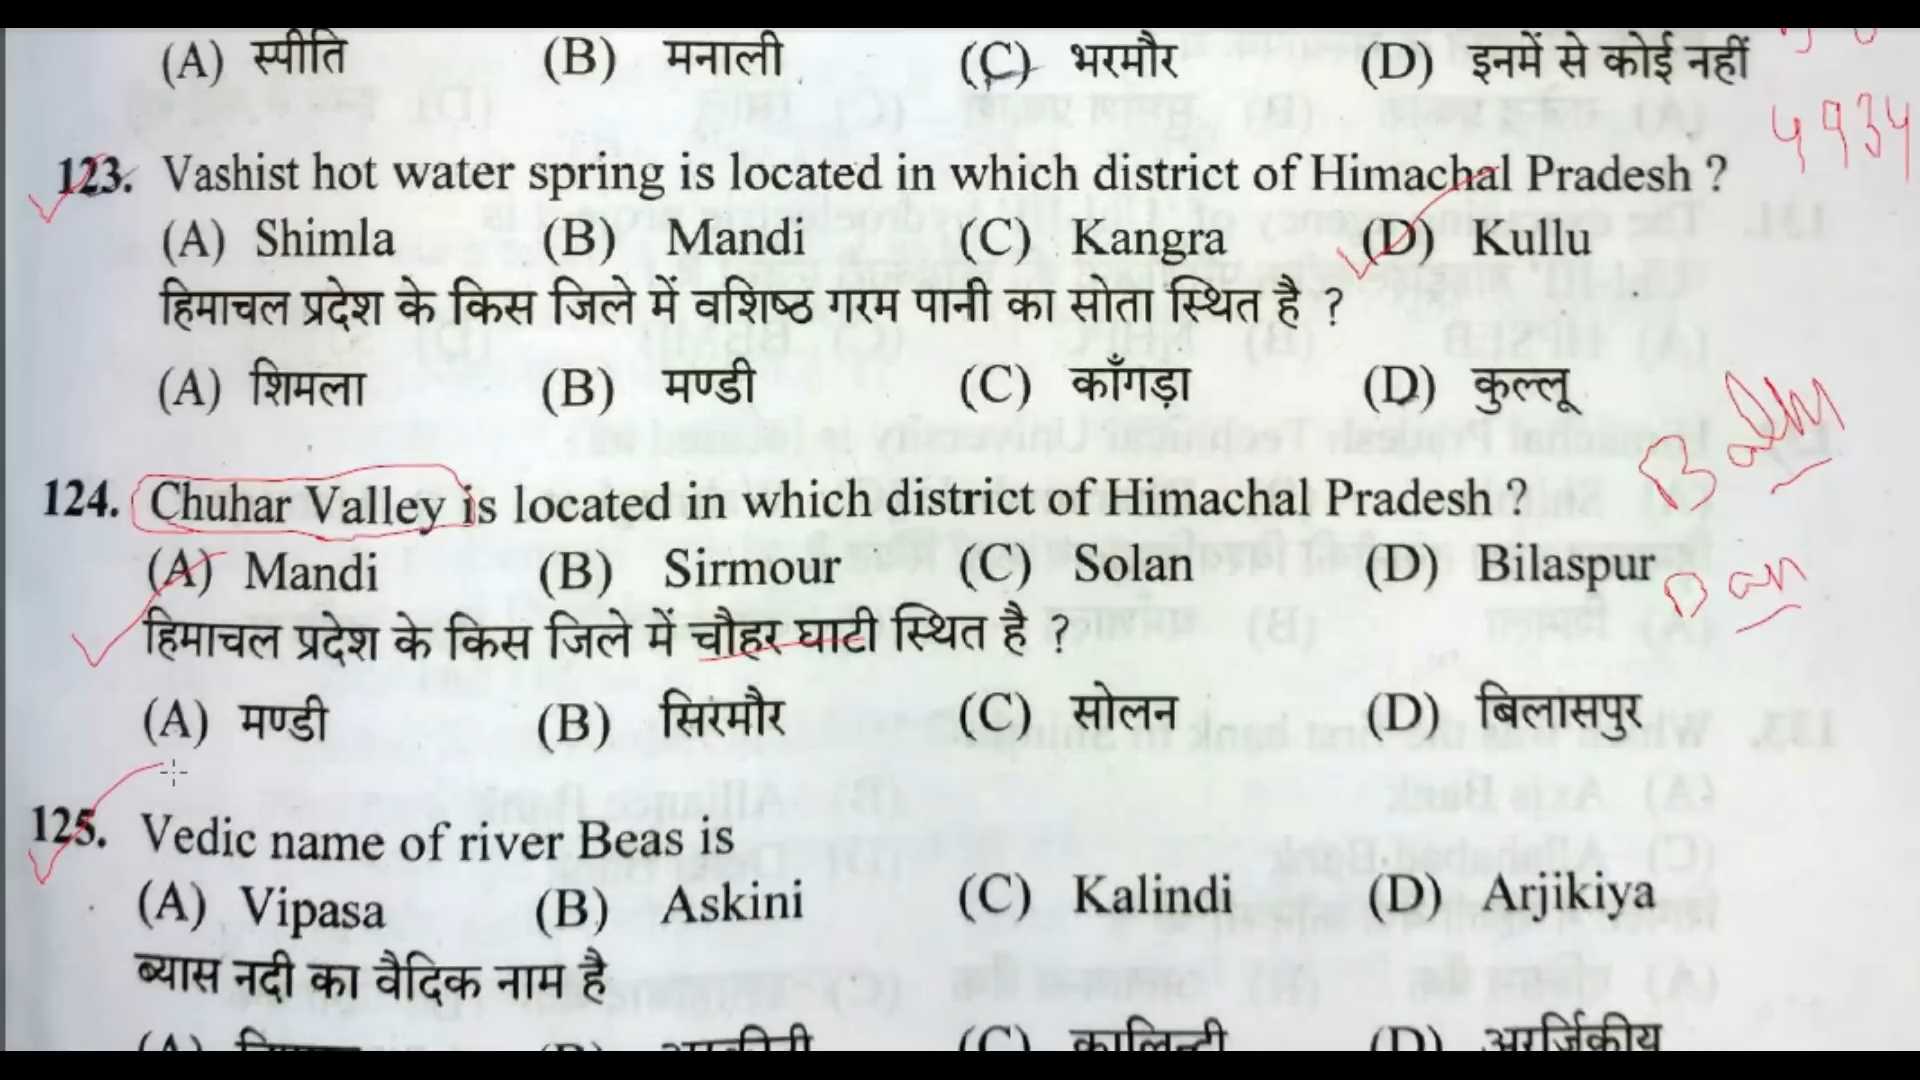 (A) स्पीति (B) मनाली (C) भरमौर (D) इनमें से कोई नहीं
4934
123. Vashist hot water spring is located in which district of Himachal Pradesh ?
(A) Shimla (B) Mandi (C) Kangra (D) Kullu
हिमाचल प्रदेश के किस जिले में वशिष्ठ गरम पानी का सोता स्थित है ?
(A) शिमला (B) मण्डी (C) काँगड़ा (D) कुल्लू
124. Chuhar Valley is located in which district of Himachal Pradesh ?
(A) Mandi (B) Sirmour (C) Solan (D) Bilaspur
हिमाचल प्रदेश के किस जिले में चौहर घाटी स्थित है ?
(A) मण्डी (B) सिरमौर (C) सोलन (D) बिलासपुर
125. Vedic name of river Beas is
(A) Vipasa (B) Askini (C) Kalindi (D) Arjikiya
ब्यास नदी का वैदिक नाम है
(C) कालिन्दी (D) अर्जिकीय